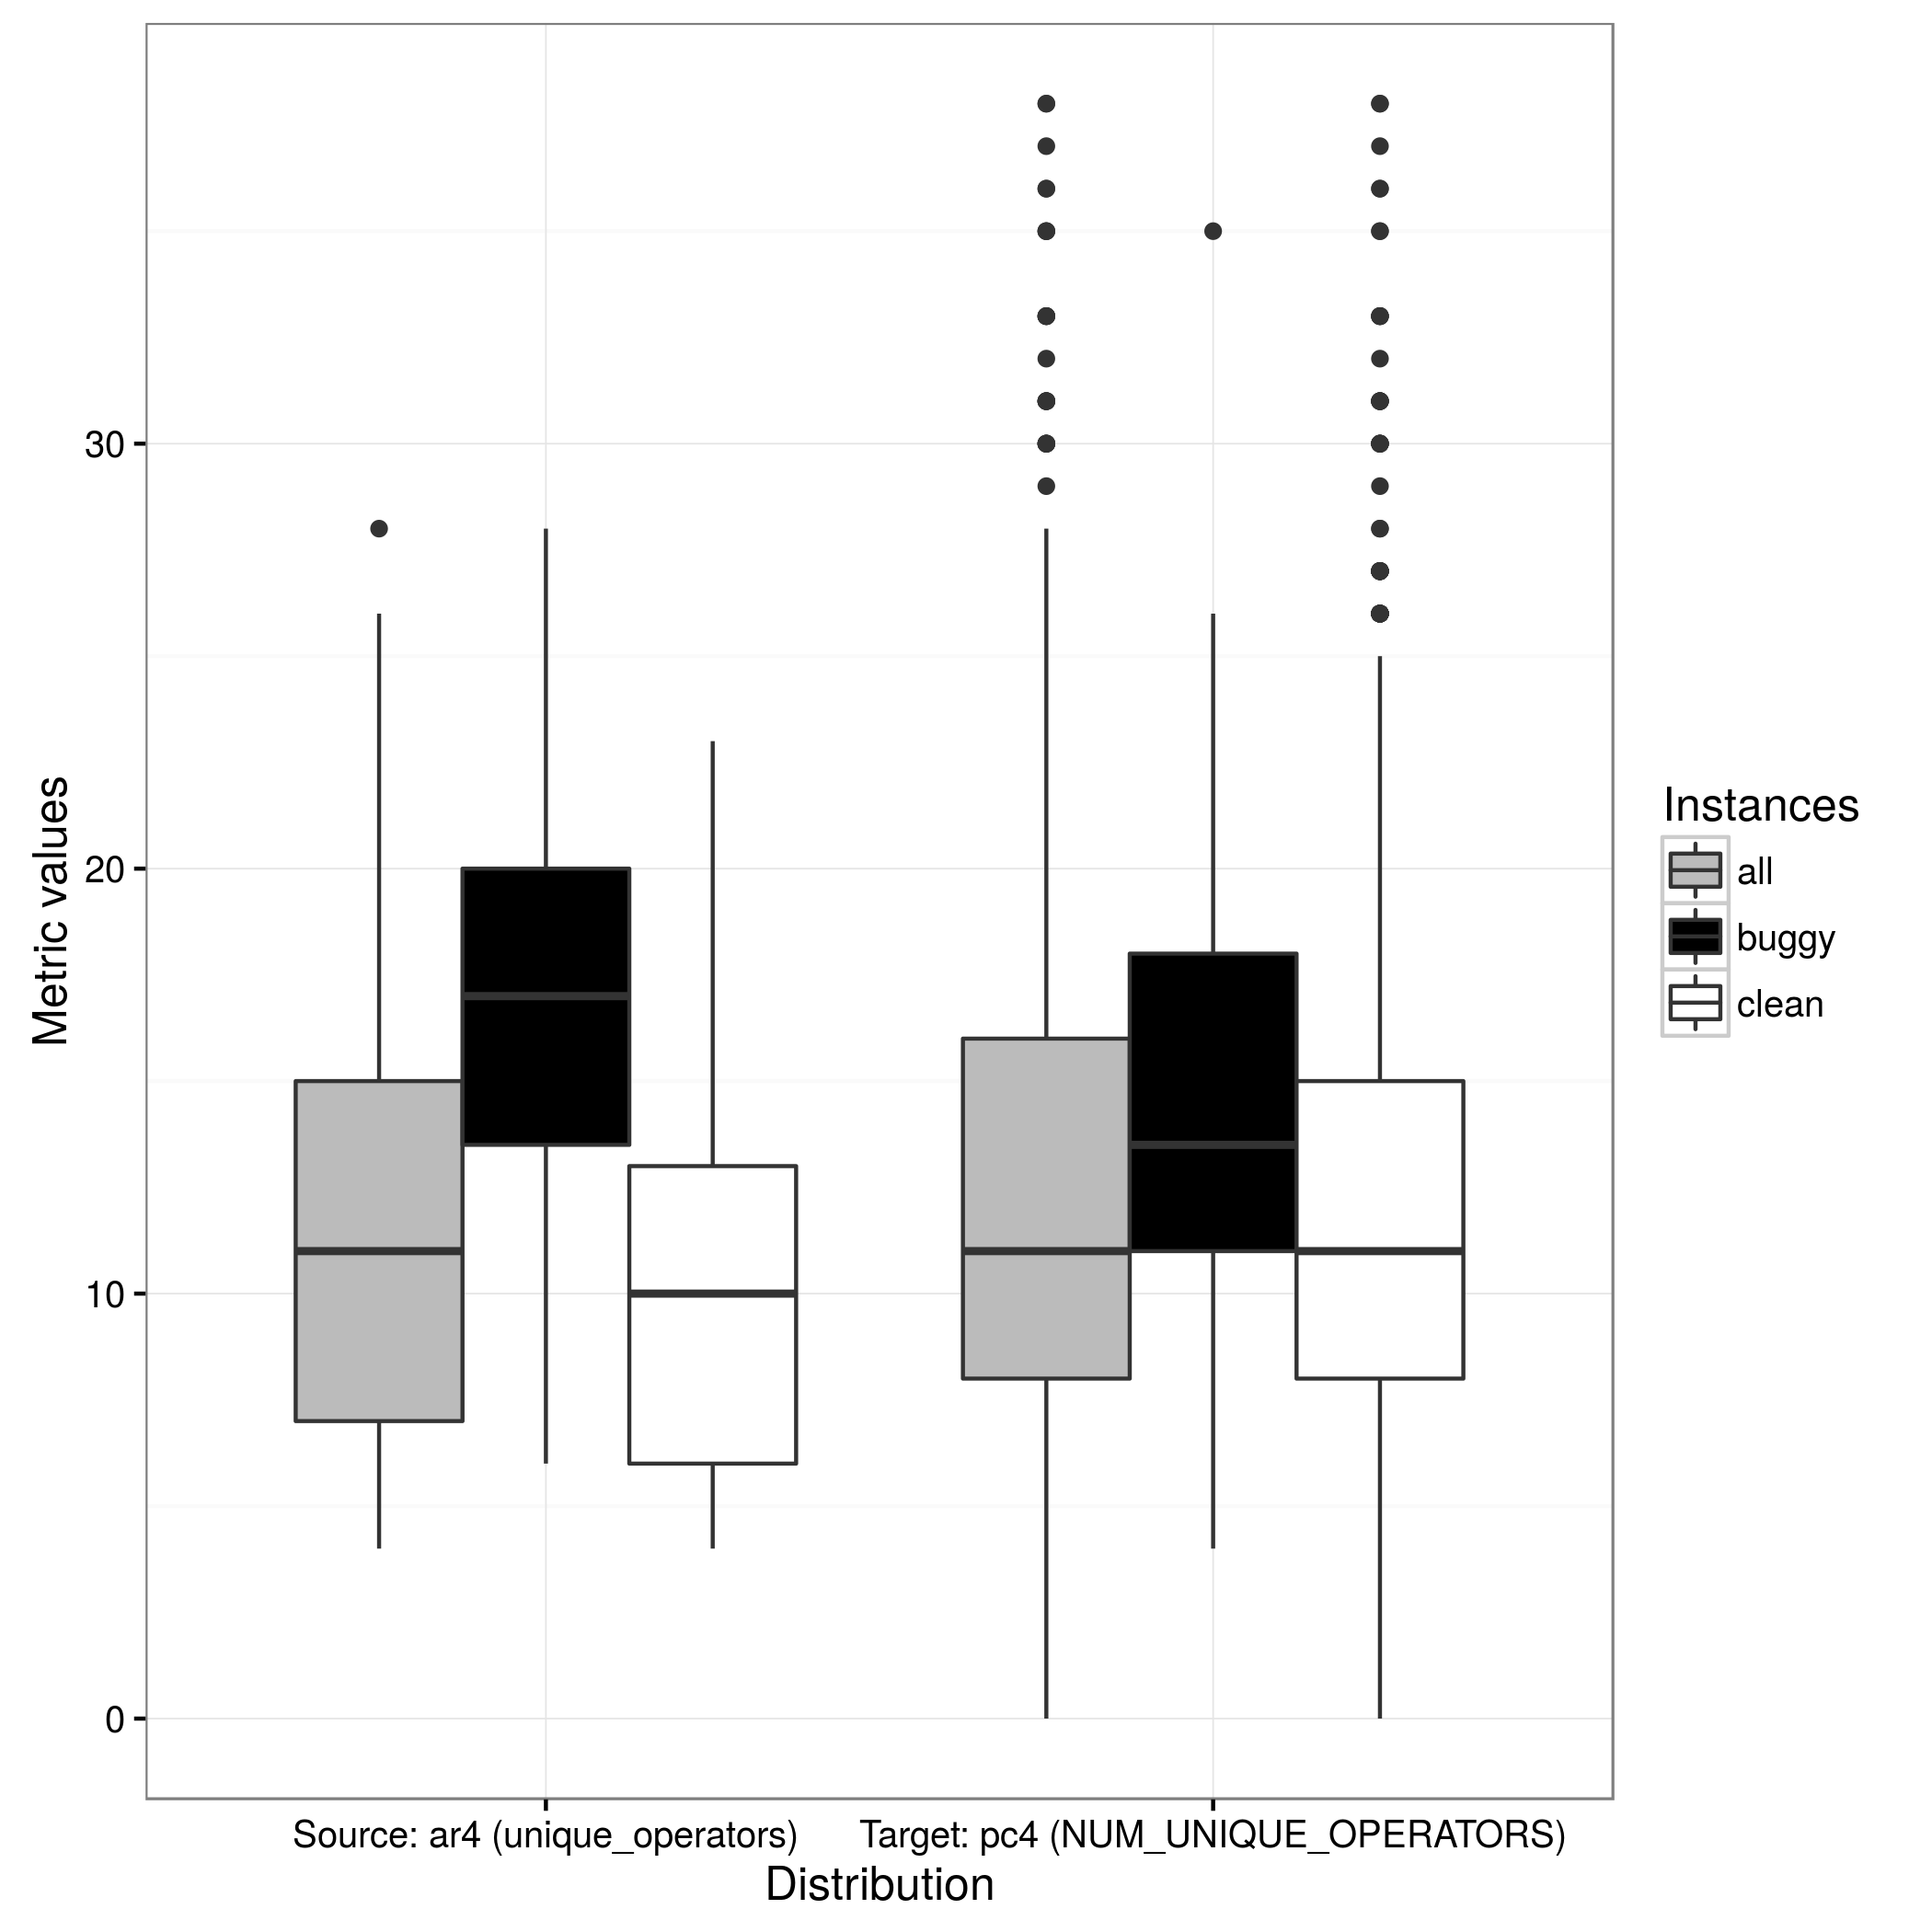 30
20
10
0
Metric values
Source: ar4 (unique_operators)
Target: pc4 (NUM_UNIQUE_OPERATORS)
Distribution
Instances
all
buggy
clean